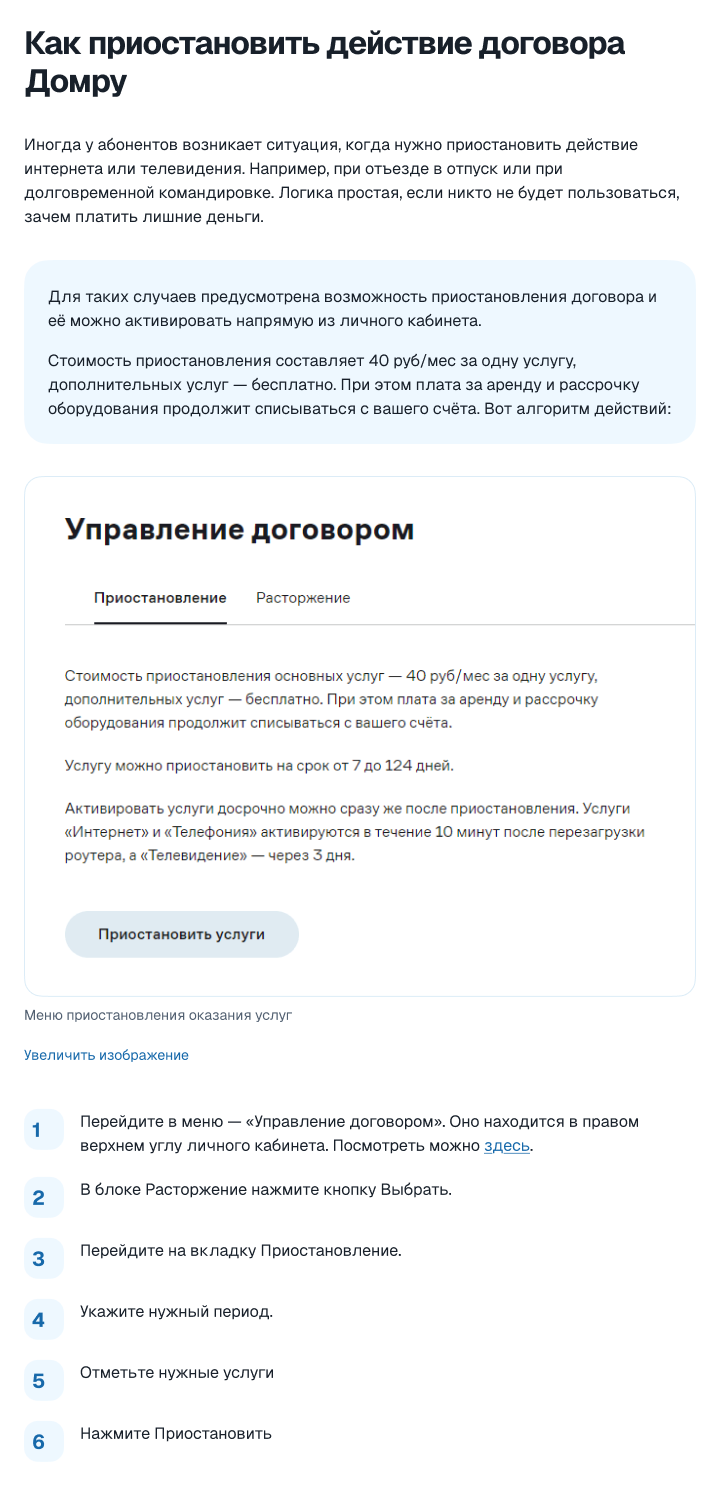 Как приостановить действие договора
Домру
Иногда у абонентов возникает ситуация, когда нужно приостановить действие
интернета или телевидения. Например, при отъезде в отпуск или при
долговременной командировке. Логика простая, если никто не будет пользоваться,
зачем платить лишние деньги.
Для таких случаев предусмотрена возможность приостановления договора и
её можно активировать напрямую из личного кабинета.
Стоимость приостановления составляет 40 руб/мес за одну услугу,
дополнительных услуг — бесплатно. При этом плата за аренду и рассрочку
оборудования продолжит списываться с вашего счёта. Вот алгоритм действий:
Управление договором
Приостановление Расторжение
Стоимость приостановления основных услуг — 40 руб/мес за одну услугу,
дополнительных услуг — бесплатно. При этом плата за аренду и рассрочку
оборудования продолжит списываться с вашего счёта.
Услугу можно приостановить на срок от 7 до 124 дней.
Активировать услуги досрочно можно сразу же после приостановления. Услуги
«Интернет» и «Телефония» активируются в течение 10 минут после перезагрузки
роутера, а «Телевидение» — через 3 дня.
Приостановить услуги
Меню приостановления оказания услуг
Увеличить изображение
1 Перейдите в меню — «Управление договором». Оно находится в правом
верхнем углу личного кабинета. Посмотреть можно здесь.
2 В блоке Расторжение нажмите кнопку Выбрать.
3 Перейдите на вкладку Приостановление.
4 Укажите нужный период.
5 Отметьте нужные услуги
6 Нажмите Приостановить